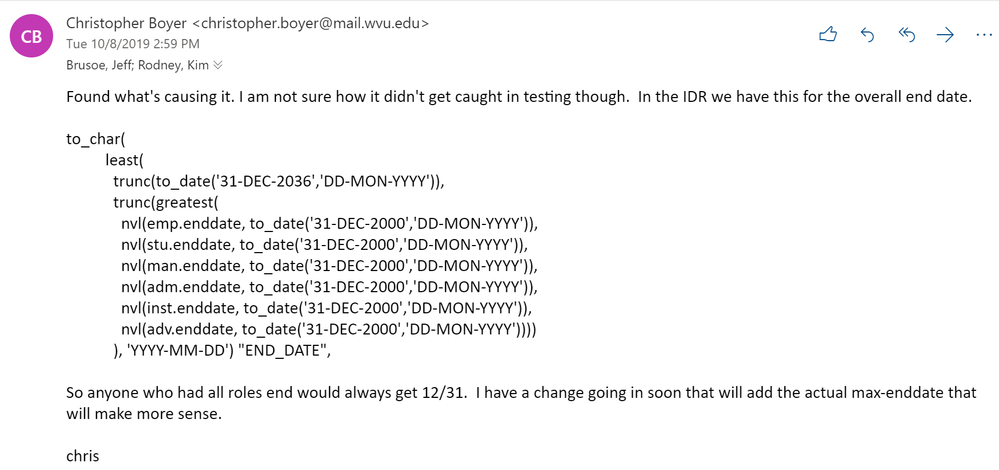 CB
Christopher Boyer <christopher.boyer@mail.wvu.edu>
Tue 10/8/2019 2:59 PM
Brusoe, Jeff; Rodney, Kim
Found what's causing it. I am not sure how it didn't get caught in testing though.  In the IDR we have this for the overall end date.
to_char(
least(
trunc(to_date('31-DEC-2036','DD-MON-YYYY')),
trunc(greatest(
nvl(emp.enddate, to_date('31-DEC-2000','DD-MON-YYYY')),
nvl(stu.enddate, to_date('31-DEC-2000','DD-MON-YYYY')),
nvl(man.enddate, to_date('31-DEC-2000','DD-MON-YYYY')),
nvl(adm.enddate, to_date('31-DEC-2000','DD-MON-YYYY')),
nvl(inst.enddate, to_date('31-DEC-2000','DD-MON-YYYY')),
nvl(adv.enddate, to_date('31-DEC-2000','DD-MON-YYYY'))))
), 'YYYY-MM-DD') "END_DATE",
So anyone who had all roles end would always get 12/31.  I have a change going in soon that will add the actual max-enddate that
will make more sense.
chris